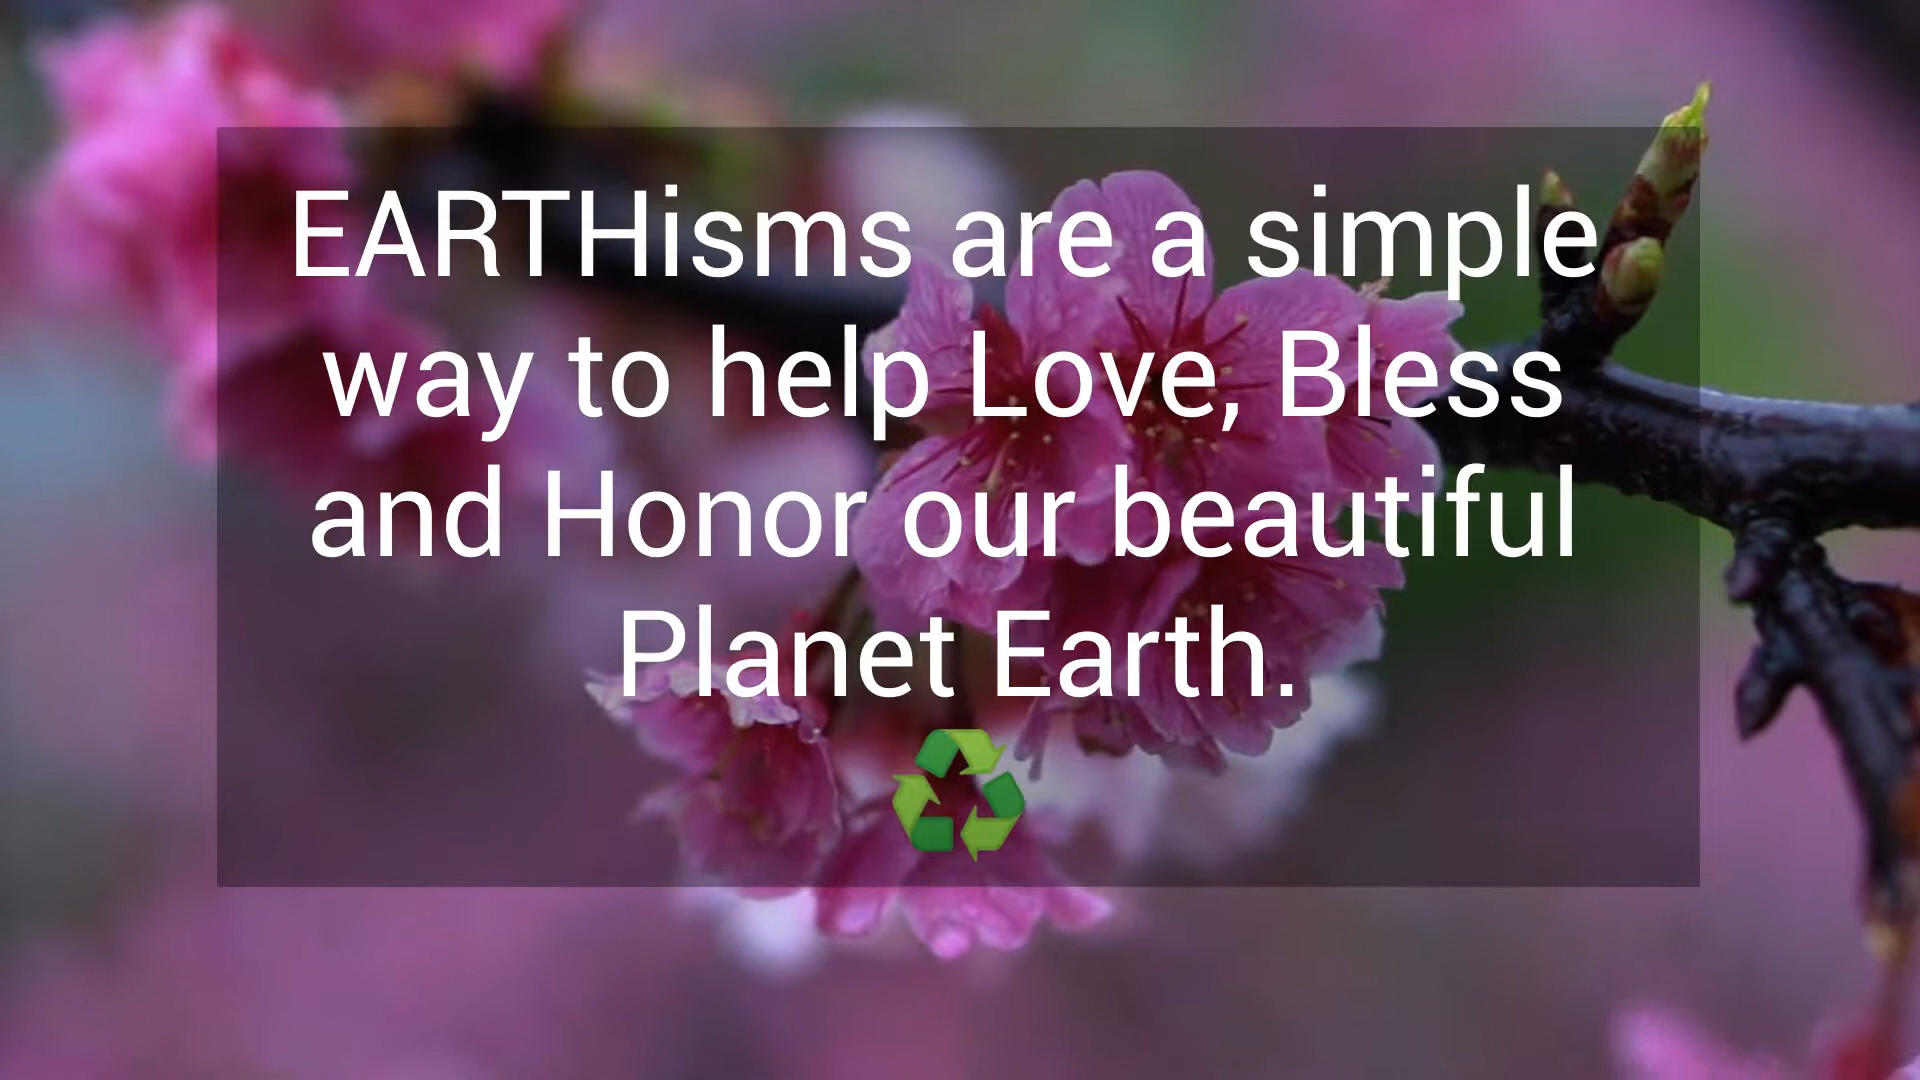 EARTHisms are a simple
way to help Love, Bless
and Honor our beautiful
Planet Earth.
♻️